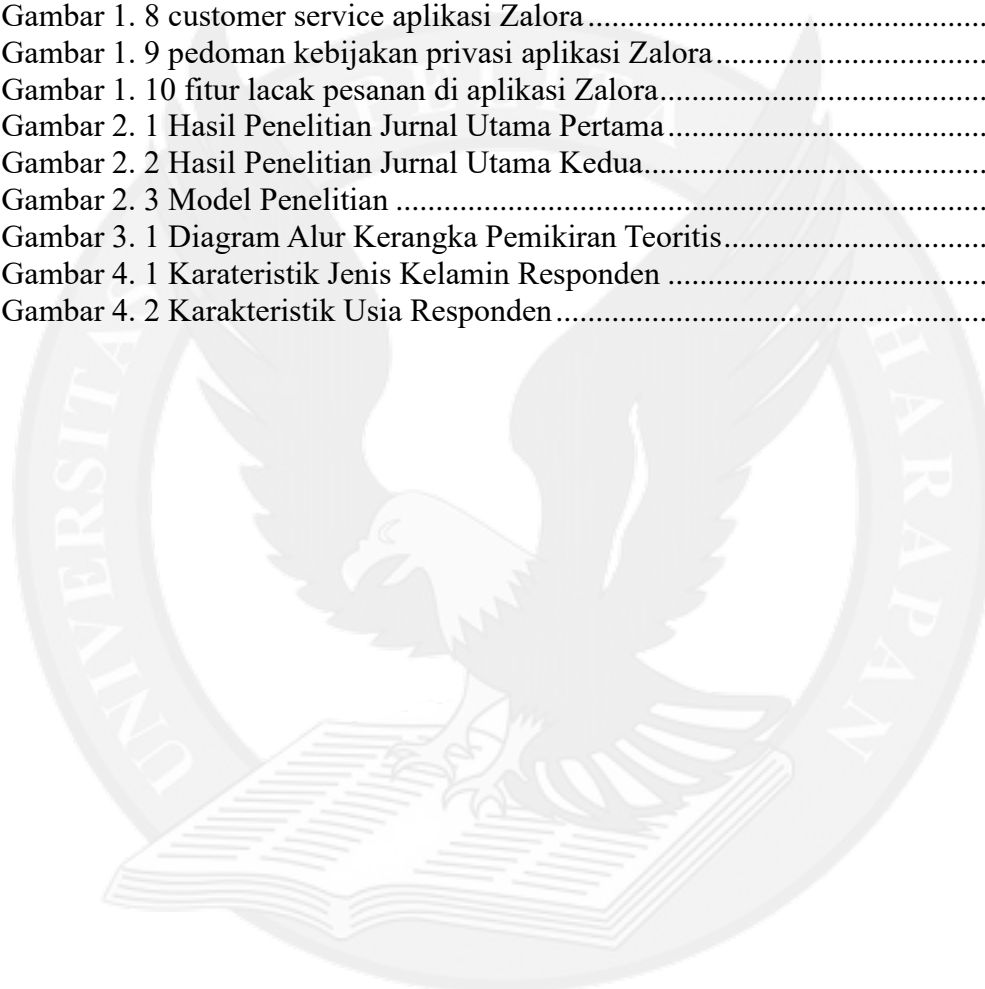 Gambar 1. 8 customer service aplikasi Zalora.......................................................
Gambar 1. 9 pedoman kebijakan privasi aplikasi Zalora.......................................
Gambar 1. 10 fitur lacak pesanan di aplikasi Zalora.............................................
Gambar 2. 1 Hasil Penelitian Jurnal Utama Pertama............................................
Gambar 2. 2 Hasil Penelitian Jurnal Utama Kedua...............................................
Gambar 2. 3 Model Penelitian ..............................................................................
Gambar 3. 1 Diagram Alur Kerangka Pemikiran Teoritis.....................................
Gambar 4. 1 Karateristik Jenis Kelamin Responden ............................................
Gambar 4. 2 Karakteristik Usia Responden..........................................................
UNIVERSITA
HARAPAN